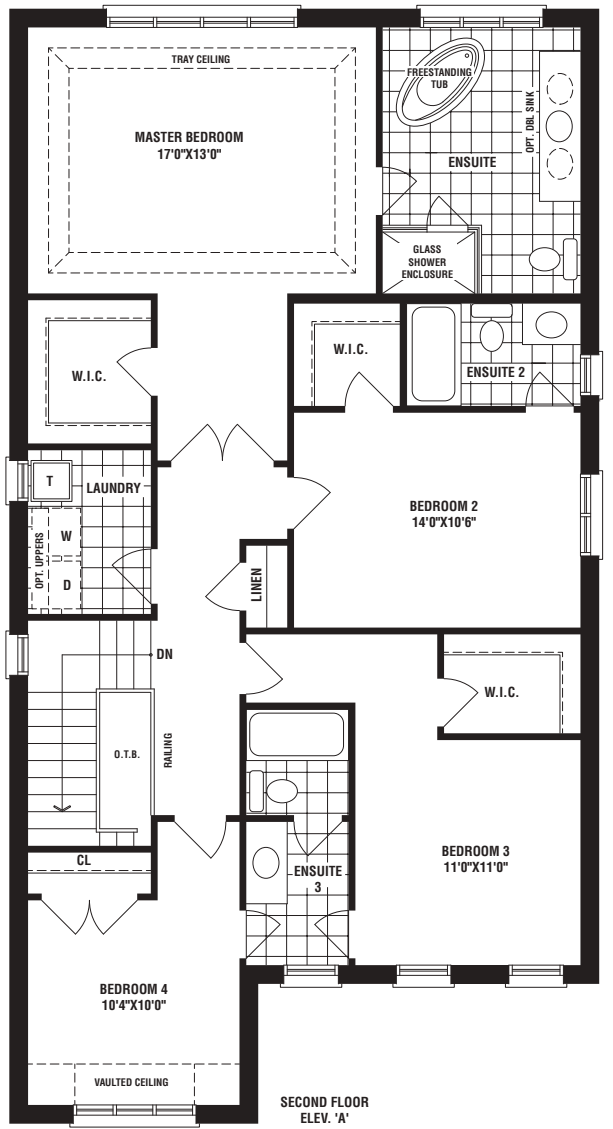 TRAY CEILING
MASTER BEDROOM
17'0"X13'0"
FREESTANDING
TUB
OPT. DBL SINK
ENSUITE
GLASS
SHOWER
ENCLOSURE
W.I.C.
W.I.C.
ENSUITE 2
T
LAUNDRY
OPT. UPPERS
W
D
BEDROOM 2
14'0"X10'6"
LINEN
DN
W.I.C.
O.T.B.
RAILING
CL
ENSUITE
3
BEDROOM 3
11'0"X11'0"
BEDROOM 4
10'4"X10'0"
VAULTED CEILING
SECOND FLOOR
ELEV. 'A'